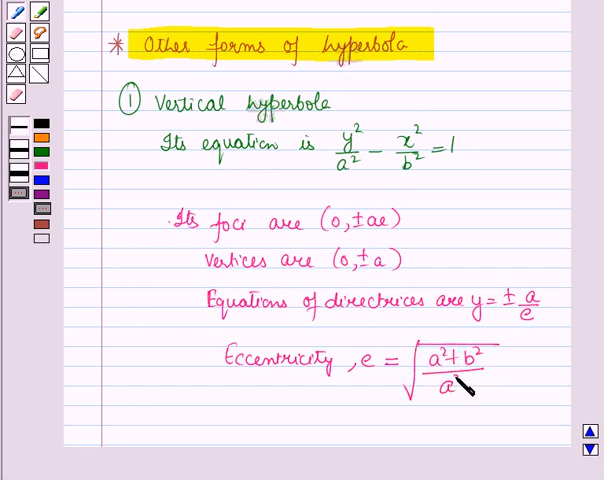 * Other forms of hyperbola
① Vertical hyperbole
Its equation is y²/a² - x²/b² = 1
Its foci are (0, ±ae)
Vertices are (0, ±a)
Equations of directrices are y = ± a/e
Eccentricity, e = √((a²+b²)/a²)